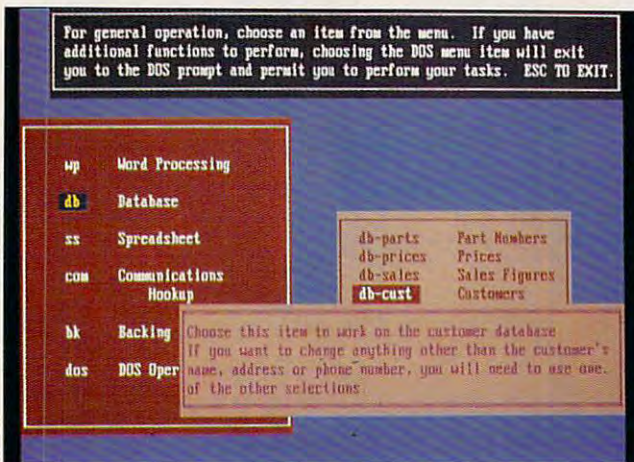 For general operation, choose an item from the menu. If you have
additional functions to perform, choosing the DOS menu item will exit
you to the DOS prompt and permit you to perform your tasks. ESC TO EXIT.
wp Word Processing
db Database
ss Spreadsheet
com Communications
Hookup
bk Backing
dos DOS Oper
db-parts Part Numbers
db-prices Prices
db-sales Sales Figures
db-cust Customers
Choose this item to work on the customer database
If you want to change anything other than the customer's
name, address or phone number, you will need to use one.
of the other selections